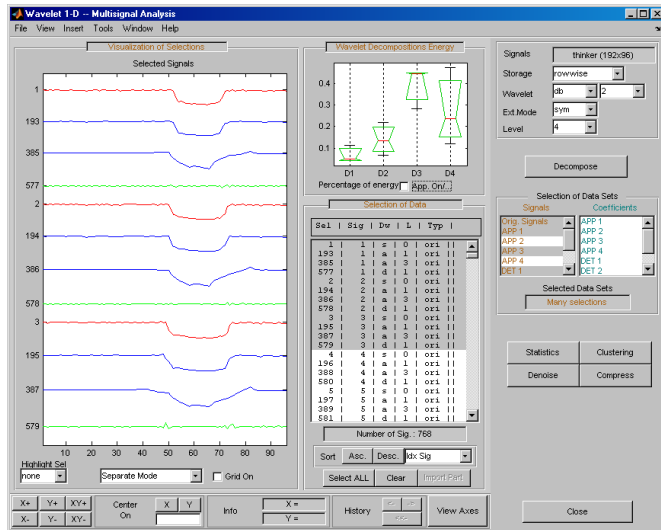 Wavelet 1-D -- Multisignal Analysis
File View Insert Tools Window Help
Visualization of Selections
Selected Signals
1
193
385
577
2
194
386
578
3
195
387
579
10 20 30 40 50 60 70 80 90
Highlight Sel
none
Separate Mode
Grid On
Wavelet Decompositions Energy
0.4
0.3
0.2
0.1
D1 D2 D3 D4
Percentage of energy App. On/...
Selection of Data
Sel | Sig | Dw | L | Typ ||
1 | 1 | s | 0 | ori ||
193 | 1 | a | 1 | ori ||
385 | 1 | a | 3 | ori ||
577 | 1 | d | 1 | ori ||
2 | 2 | s | 0 | ori ||
194 | 2 | a | 1 | ori ||
386 | 2 | a | 3 | ori ||
578 | 2 | d | 1 | ori ||
3 | 3 | s | 0 | ori ||
195 | 3 | a | 1 | ori ||
387 | 3 | a | 3 | ori ||
579 | 3 | d | 1 | ori ||
4 | 4 | s | 0 | ori ||
196 | 4 | a | 1 | ori ||
388 | 4 | a | 3 | ori ||
580 | 4 | d | 1 | ori ||
5 | 5 | s | 0 | ori ||
197 | 5 | a | 1 | ori ||
389 | 5 | a | 3 | ori ||
581 | 5 | d | 1 | ori ||
Number of Sig. : 768
Sort Asc. Desc. Idx Sig
Select ALL Clear Import Part.
Signals thinker (192x96)
Storage rowwise
Wavelet db 2
Ext.Mode sym
Level 4
Decompose
Selection of Data Sets
Signals Coefficients
Orig. Signals
APP 1
APP 2
APP 3
APP 4
DET 1
APP 1
APP 2
APP 3
APP 4
DET 1
DET 2
Selected Data Sets
Many selections
Statistics Clustering
Denoise Compress
X+ Y+ XY+
X- Y- XY-
Center
On
X Y
Info
X =
Y =
History
<- ->
<<-
View Axes
Close